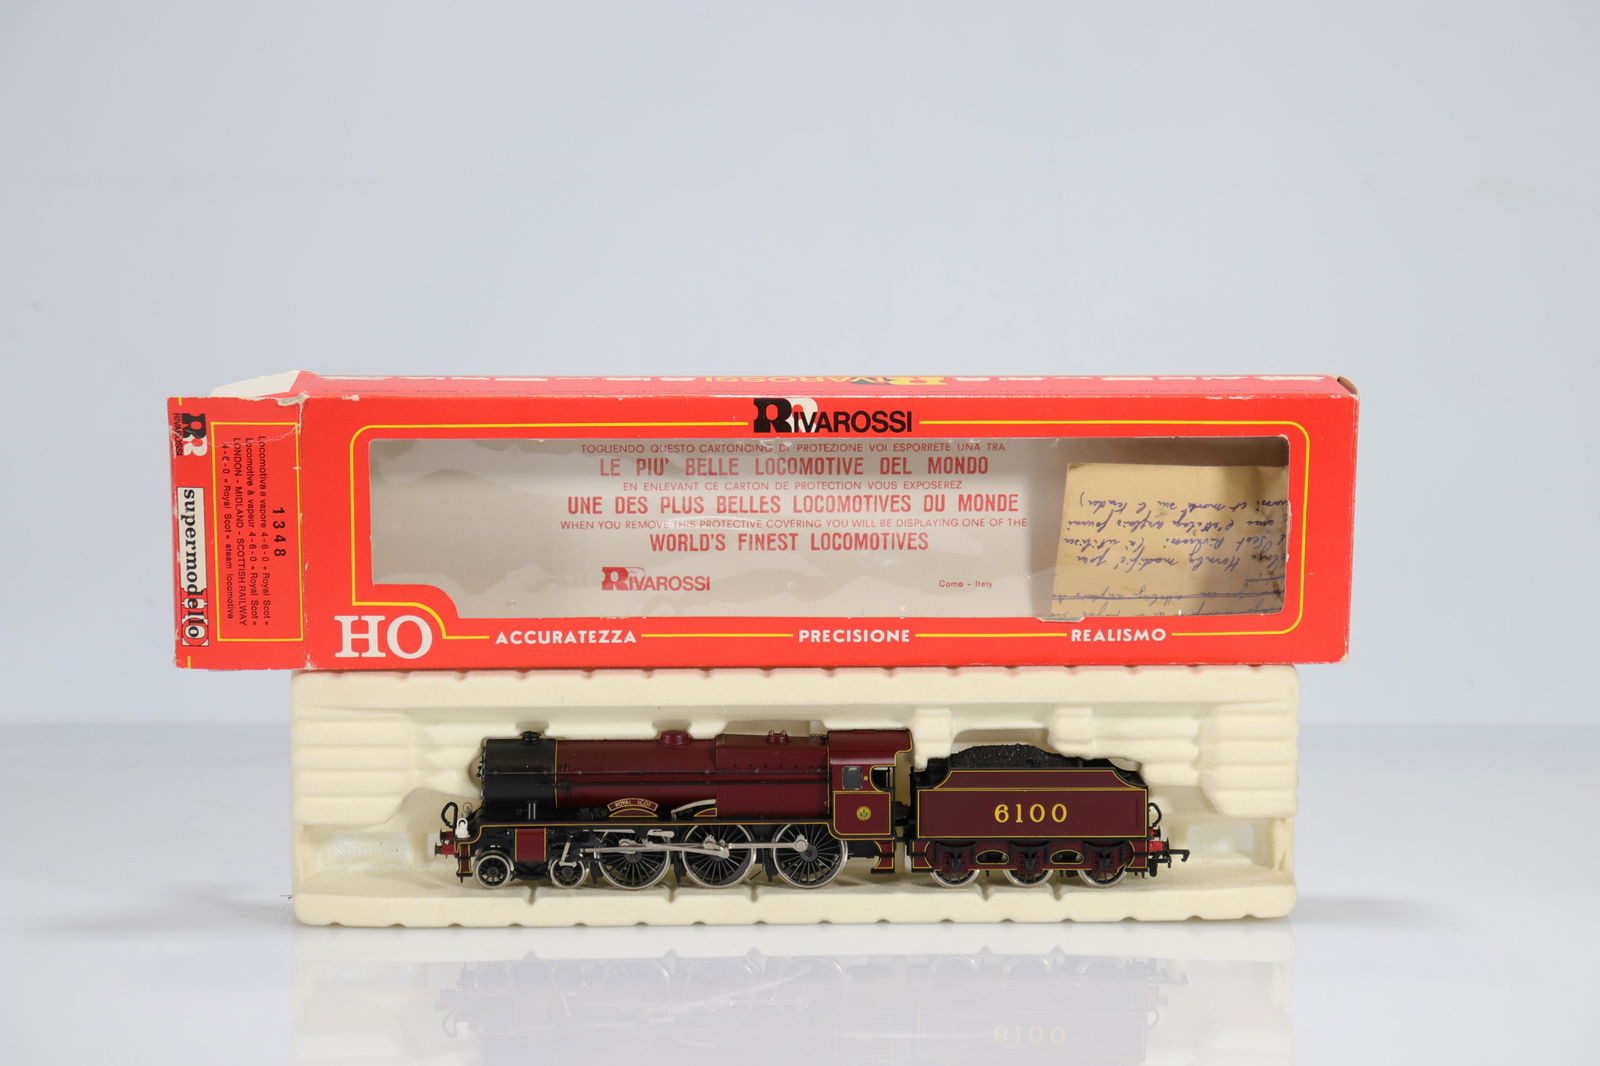 RIVAROSSI
RIVAROSSI
TOGLIENDO QUESTO CARTONCINO DI PROTEZIONE VOI ESPORRETE UNA TRA
LE PIU' BELLE LOCOMOTIVE DEL MONDO
EN ENLEVANT CE CARTON DE PROTECTION VOUS EXPOSEREZ
UNE DES PLUS BELLES LOCOMOTIVES DU MONDE
WHEN YOU REMOVE THIS PROTECTIVE COVERING YOU WILL BE DISPLAYING ONE OF THE
WORLD'S FINEST LOCOMOTIVES
RIVAROSSI
Como - Italy
HO
ACCURATEZZA PRECISIONE REALISMO
RIVAROSSI
supermodello
1348
Locomotiva a vapore 4-6-0 « Royal Scot »
Locomotive à vapeur 4-6-0 « Royal Scot »
LONDON - MIDLAND - SCOTTISH RAILWAY
4-6-0 « Royal Scot » steam locomotive
Hornby modifié pour
ROYAL SCOT
6100